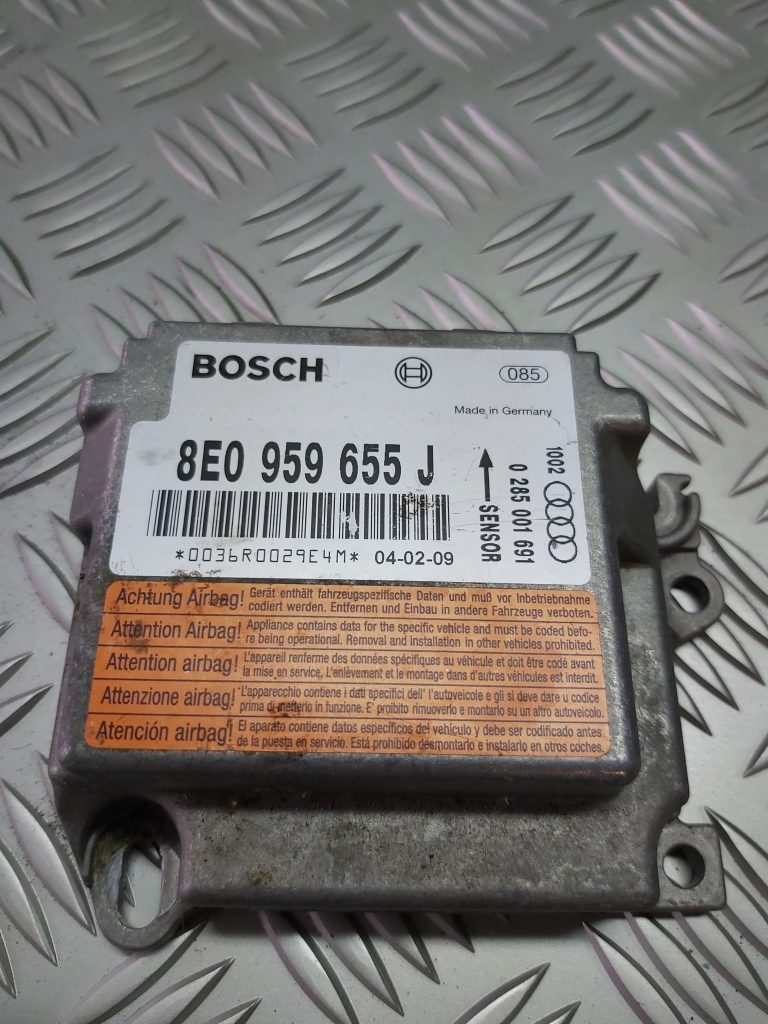 BOSCH
085
Made in Germany
8E0 959 655 J
SENSOR
0 285 001 691
1002
*0036R0029E4M* 04-02-09
Achtung Airbag! Gerät enthält fahrzeugspezifische Daten und muß vor Inbetriebnahme
codiert werden. Entfernen und Einbau in andere Fahrzeuge verboten.
Attention Airbag! Appliance contains data for the specific vehicle and must be coded befo-
re being operational. Removal and installation in other vehicles prohibited.
Attention airbag! L'appareil renferme des données spécifiques au véhicule et doit être codé avant
la mise en service. L'enlèvement et le montage dans d'autres véhicules est interdit.
Attenzione airbag! L'apparecchio contiene i dati specifici dell' l'autoveicolo e gli si deve dare u codice
prima di metterlo in funzione. E' proibito rimuoverlo e montarlo su un altro autoveicolo.
Atención airbag! El aparato contiene datos específicos del vehículo y debe ser codificado antes
de la puesta en servicio. Está prohibido desmontarlo e instalarlo en otros coches.